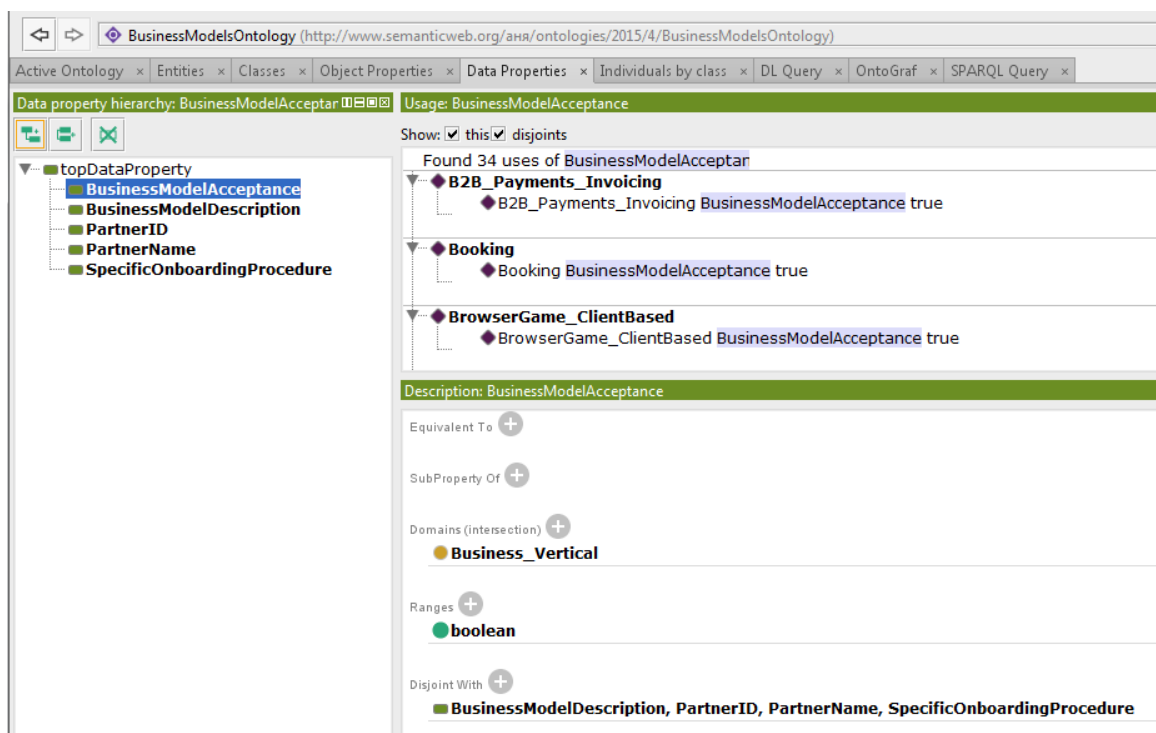 BusinessModelsOntology (http://www.semanticweb.org/аня/ontologies/2015/4/BusinessModelsOntology)
Active Ontology × Entities × Classes × Object Properties × Data Properties × Individuals by class × DL Query × OntoGraf × SPARQL Query ×
Data property hierarchy: BusinessModelAcceptar
topDataProperty
BusinessModelAcceptance
BusinessModelDescription
PartnerID
PartnerName
SpecificOnboardingProcedure
Usage: BusinessModelAcceptance
Show: this disjoints
Found 34 uses of BusinessModelAcceptan
B2B_Payments_Invoicing
B2B_Payments_Invoicing BusinessModelAcceptance true
Booking
Booking BusinessModelAcceptance true
BrowserGame_ClientBased
BrowserGame_ClientBased BusinessModelAcceptance true
Description: BusinessModelAcceptance
Equivalent To
SubProperty Of
Domains (intersection)
Business_Vertical
Ranges
boolean
Disjoint With
BusinessModelDescription, PartnerID, PartnerName, SpecificOnboardingProcedure